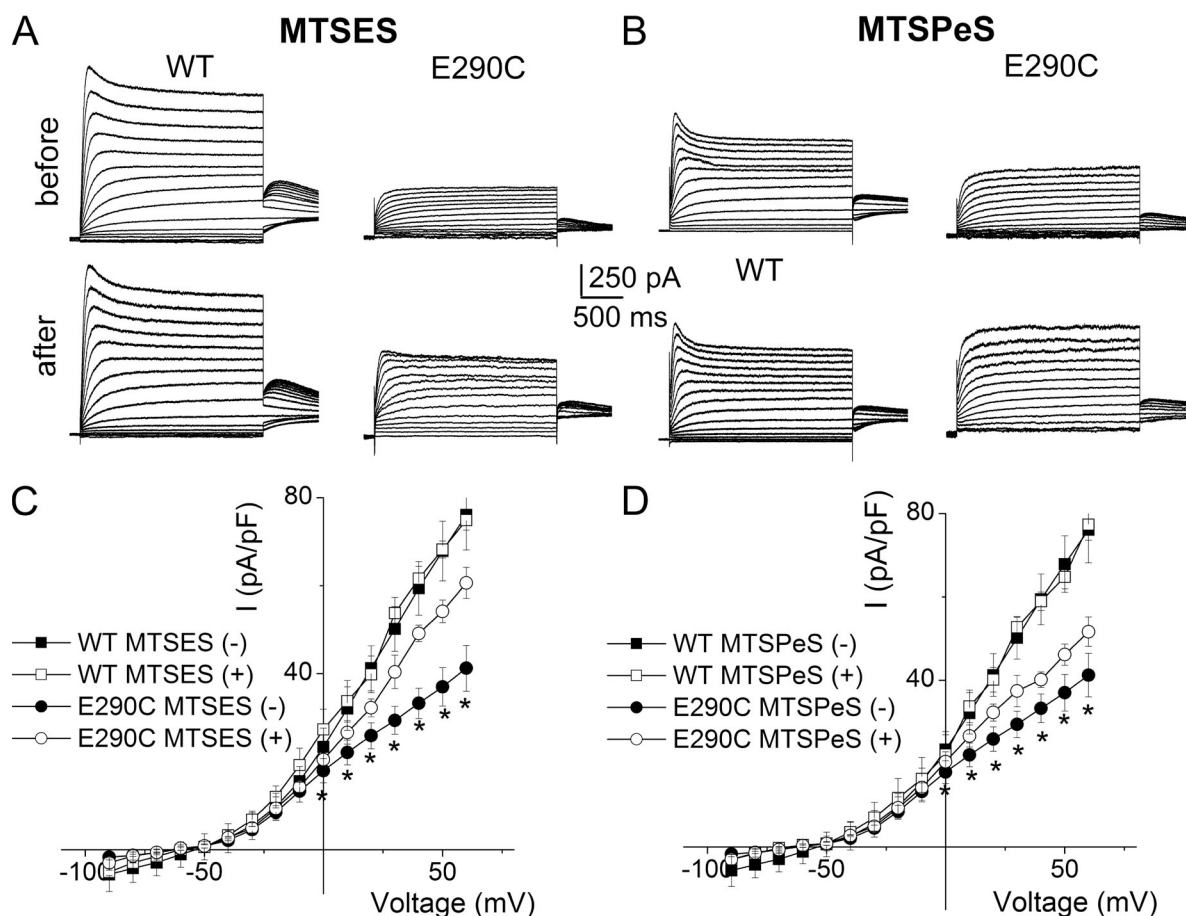 A
MTSES
B
MTSPeS
WT
E290C
E290C
before
WT
250 pA
500 ms
after
C
80
I (pA/pF)
40
WT MTSES (-)
WT MTSES (+)
E290C MTSES (-)
E290C MTSES (+)
* * * * * * *
-100
-50
50
Voltage (mV)
D
80
I (pA/pF)
40
WT MTSPeS (-)
WT MTSPeS (+)
E290C MTSPeS (-)
E290C MTSPeS (+)
* * * * * * *
-100
-50
50
Voltage (mV)